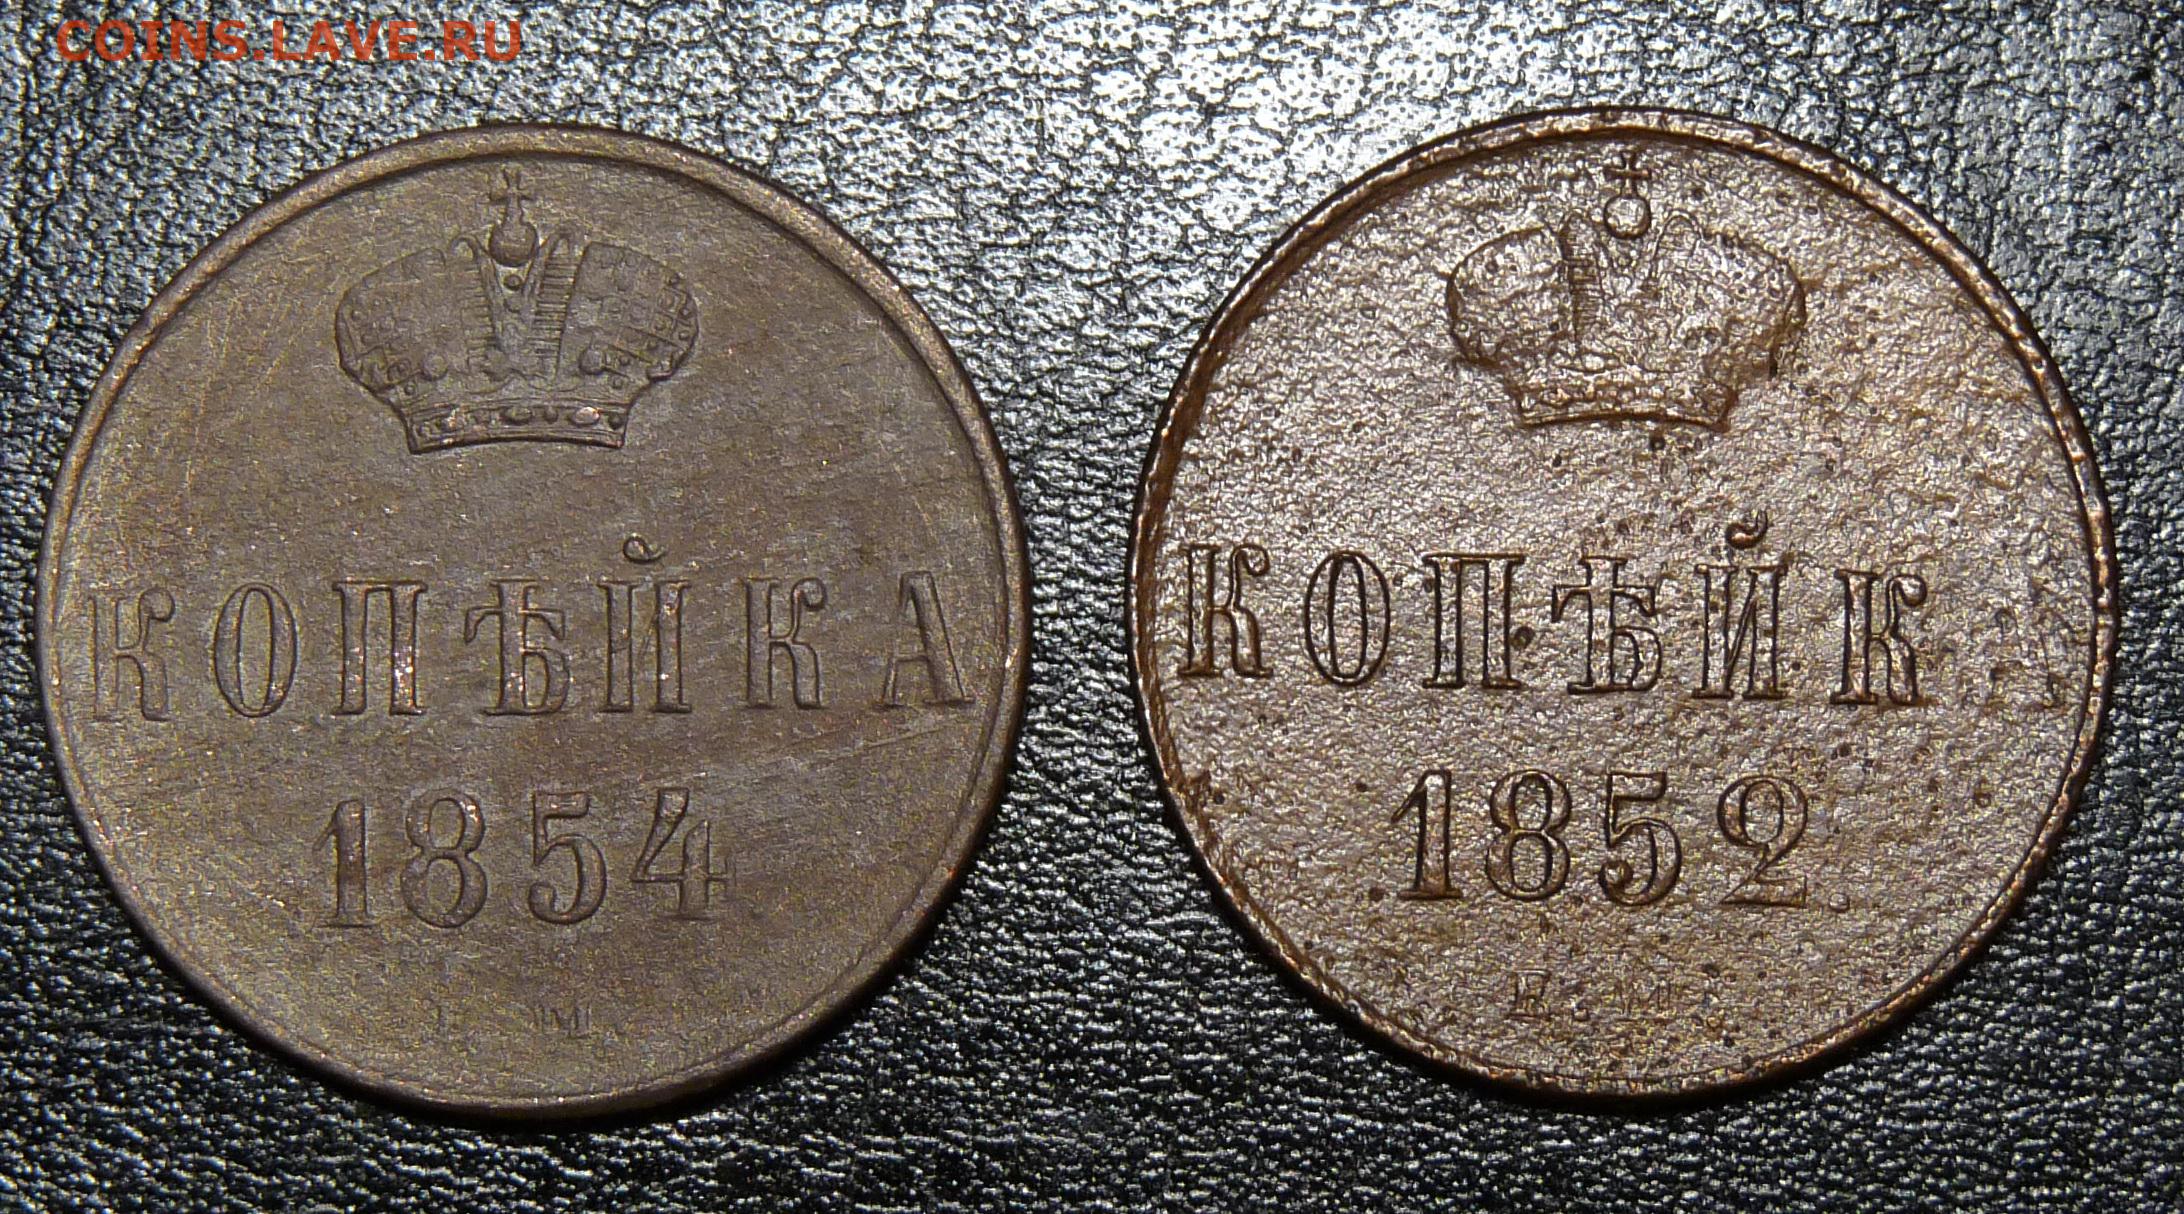 COINS.LAVE.RU
КОПѢЙКА
1854
М
КОПѢЙК
1852.
Е. М.